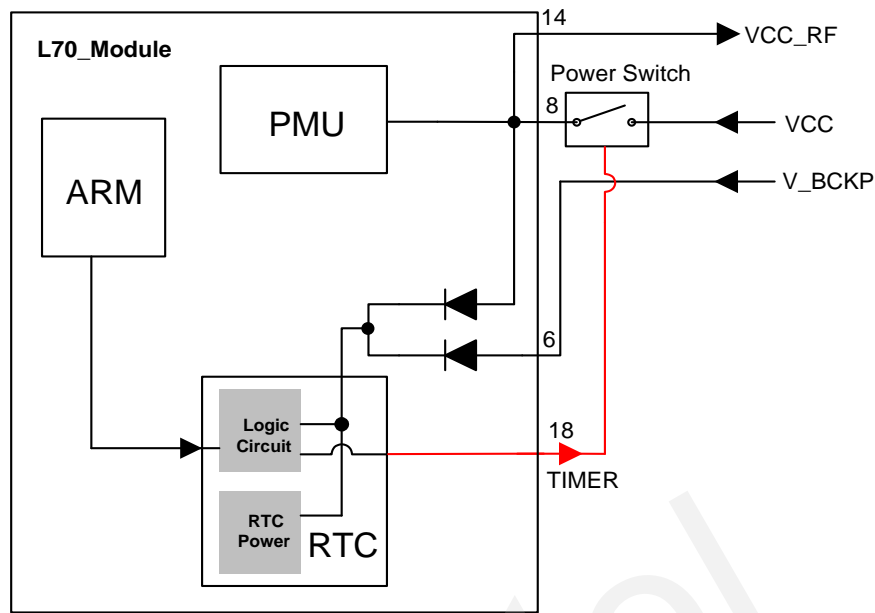 14
L70_Module
VCC_RF
Power Switch
PMU
8
VCC
ARM
V_BCKP
6
Logic
Circuit
18
TIMER
RTC
Power
RTC